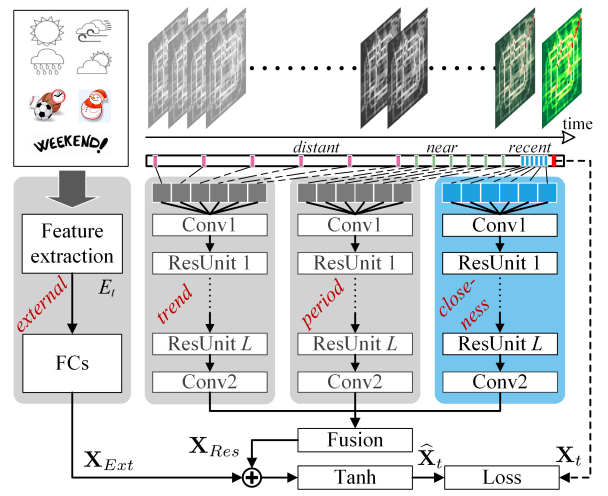 WEEKEND!
time
distant near recent
Feature
extraction
E_t
external
FCs
Conv1
ResUnit 1
trend
ResUnit L
Conv2
Conv1
ResUnit 1
period
ResUnit L
Conv2
Conv1
ResUnit 1
close-
ness
ResUnit L
Conv2
Fusion
X_Res
X_Ext
Tanh
X̂_t
Loss
X_t